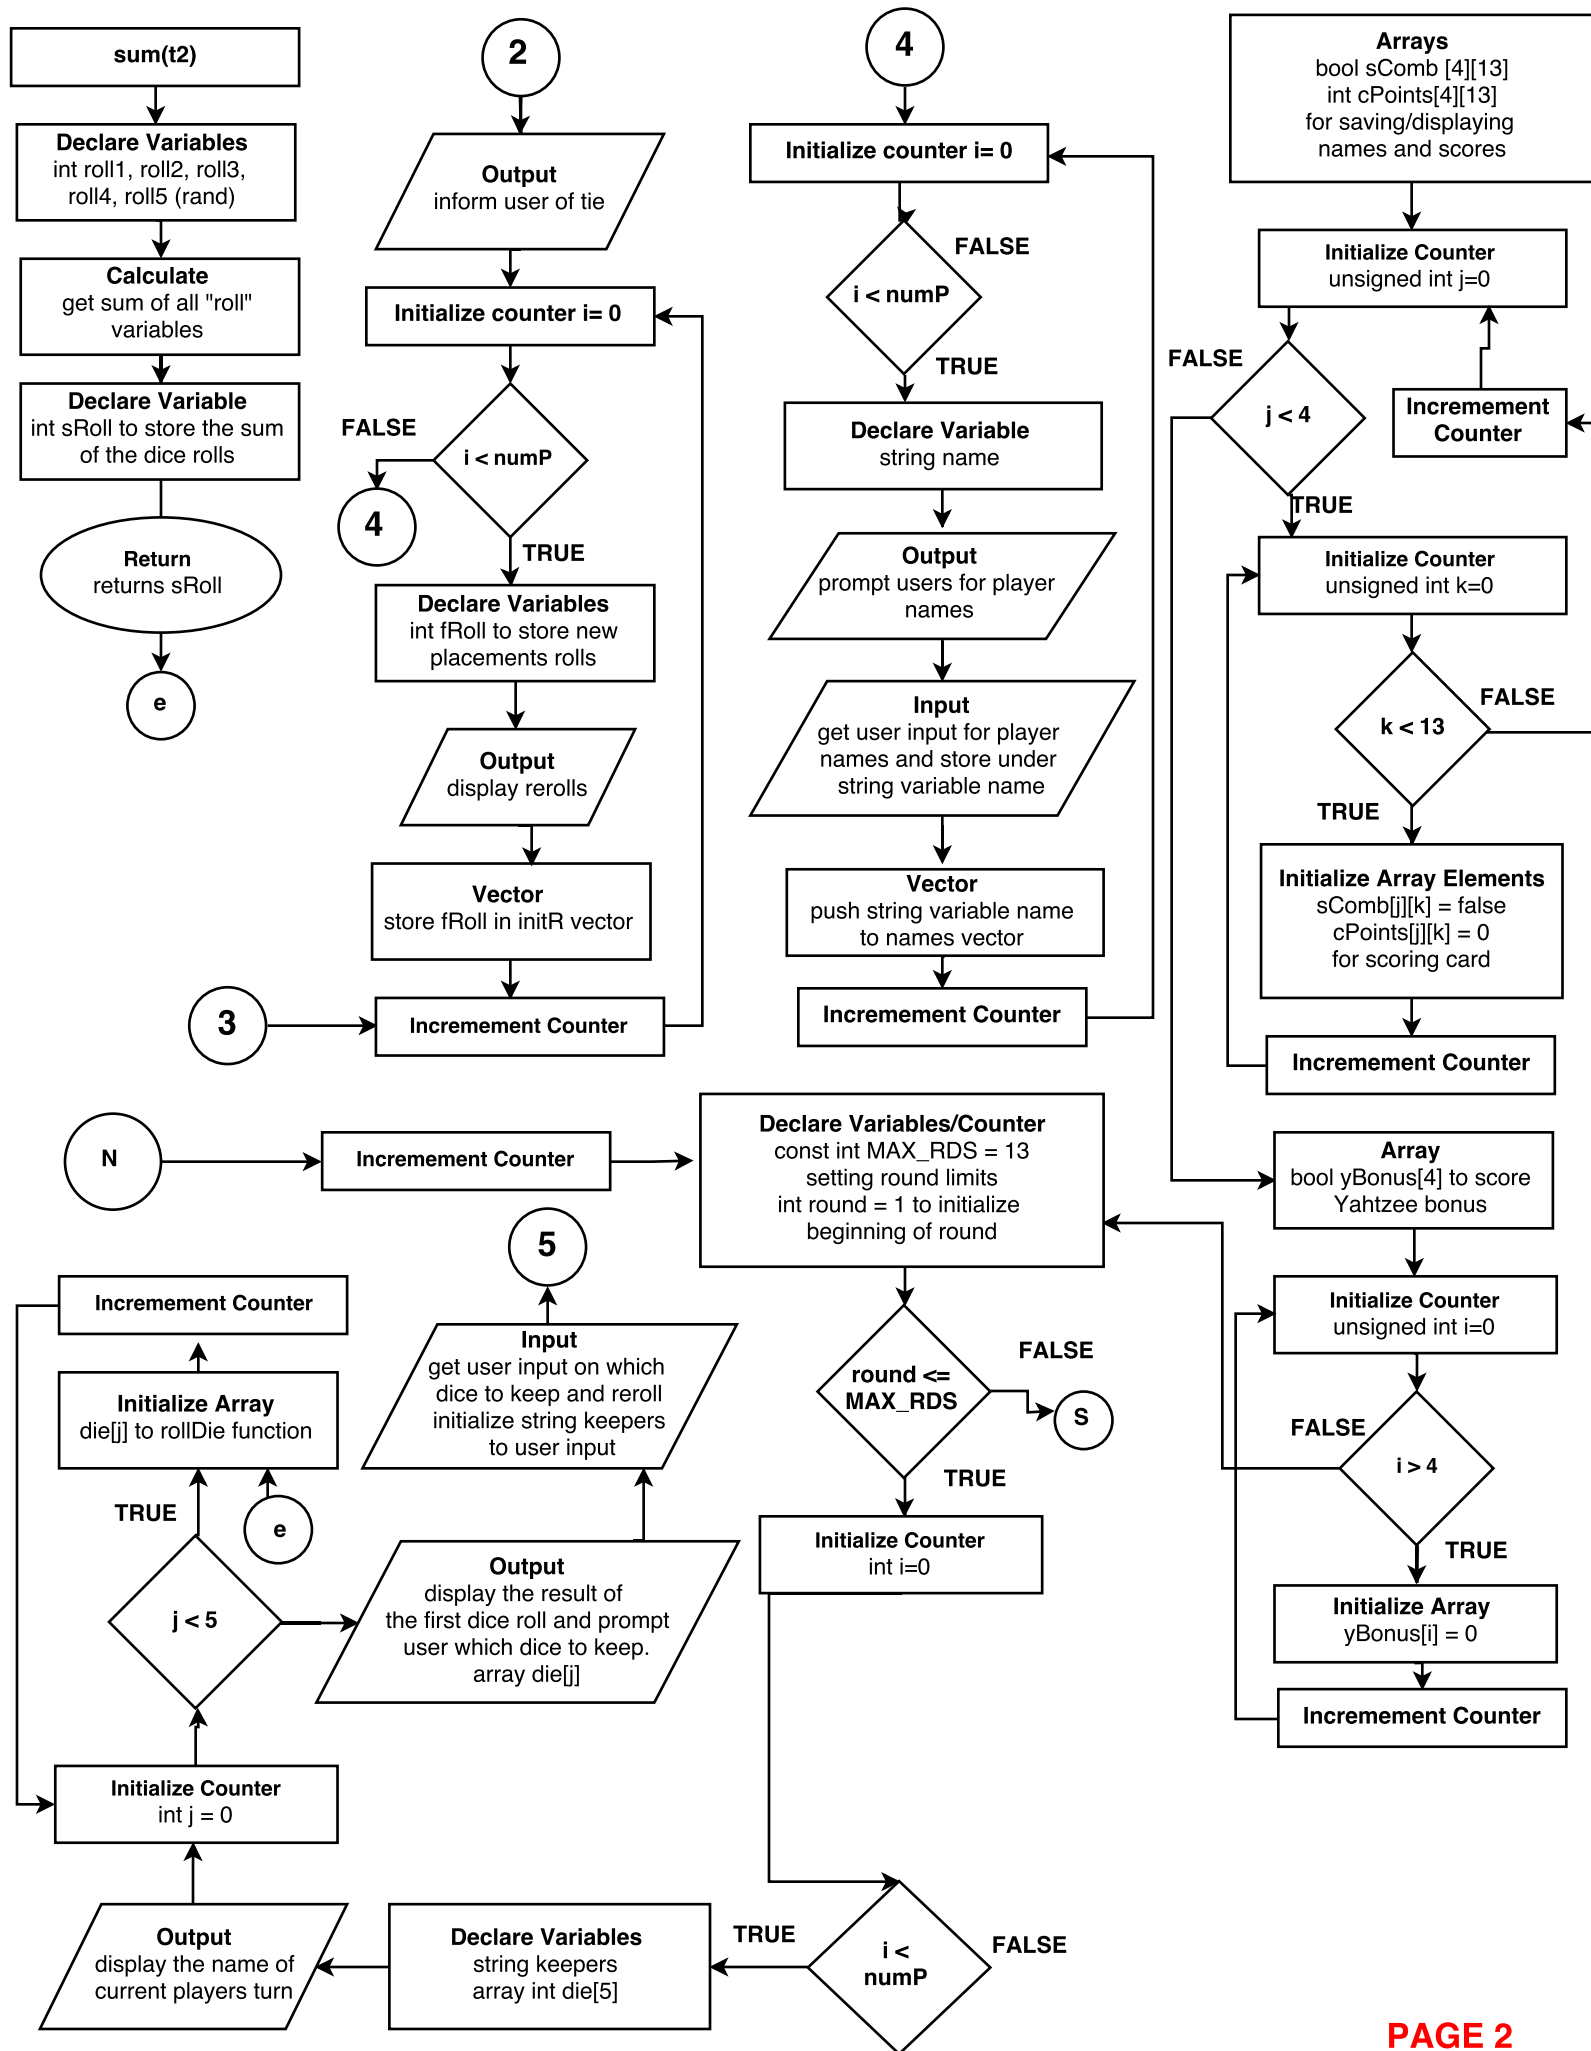 sum(t2)
Declare Variables
int roll1, roll2, roll3,
roll4, roll5 (rand)
Calculate
get sum of all "roll"
variables
Declare Variable
int sRoll to store the sum
of the dice rolls
Return
returns sRoll
e
2
Output
inform user of tie
Initialize counter i= 0
FALSE
i < numP
4
TRUE
Declare Variables
int fRoll to store new
placements rolls
Output
display rerolls
Vector
store fRoll in initR vector
3
Incremement Counter
4
Initialize counter i= 0
FALSE
i < numP
TRUE
Declare Variable
string name
Output
prompt users for player
names
Input
get user input for player
names and store under
string variable name
Vector
push string variable name
to names vector
Incremement Counter
Arrays
bool sComb [4][13]
int cPoints[4][13]
for saving/displaying
names and scores
Initialize Counter
unsigned int j=0
FALSE
j < 4
Incremement
Counter
TRUE
Initialize Counter
unsigned int k=0
FALSE
k < 13
TRUE
Initialize Array Elements
sComb[j][k] = false
cPoints[j][k] = 0
for scoring card
Incremement Counter
Array
bool yBonus[4] to score
Yahtzee bonus
Initialize Counter
unsigned int i=0
FALSE
i > 4
TRUE
Initialize Array
yBonus[i] = 0
Incremement Counter
N
Incremement Counter
Declare Variables/Counter
const int MAX_RDS = 13
setting round limits
int round = 1 to initialize
beginning of round
round <=
MAX_RDS
FALSE
S
TRUE
Initialize Counter
int i=0
i <
numP
FALSE
TRUE
Declare Variables
string keepers
array int die[5]
Output
display the name of
current players turn
Initialize Counter
int j = 0
j < 5
TRUE
e
Initialize Array
die[j] to rollDie function
Incremement Counter
Output
display the result of
the first dice roll and prompt
user which dice to keep.
array die[j]
Input
get user input on which
dice to keep and reroll
initialize string keepers
to user input
5
PAGE 2